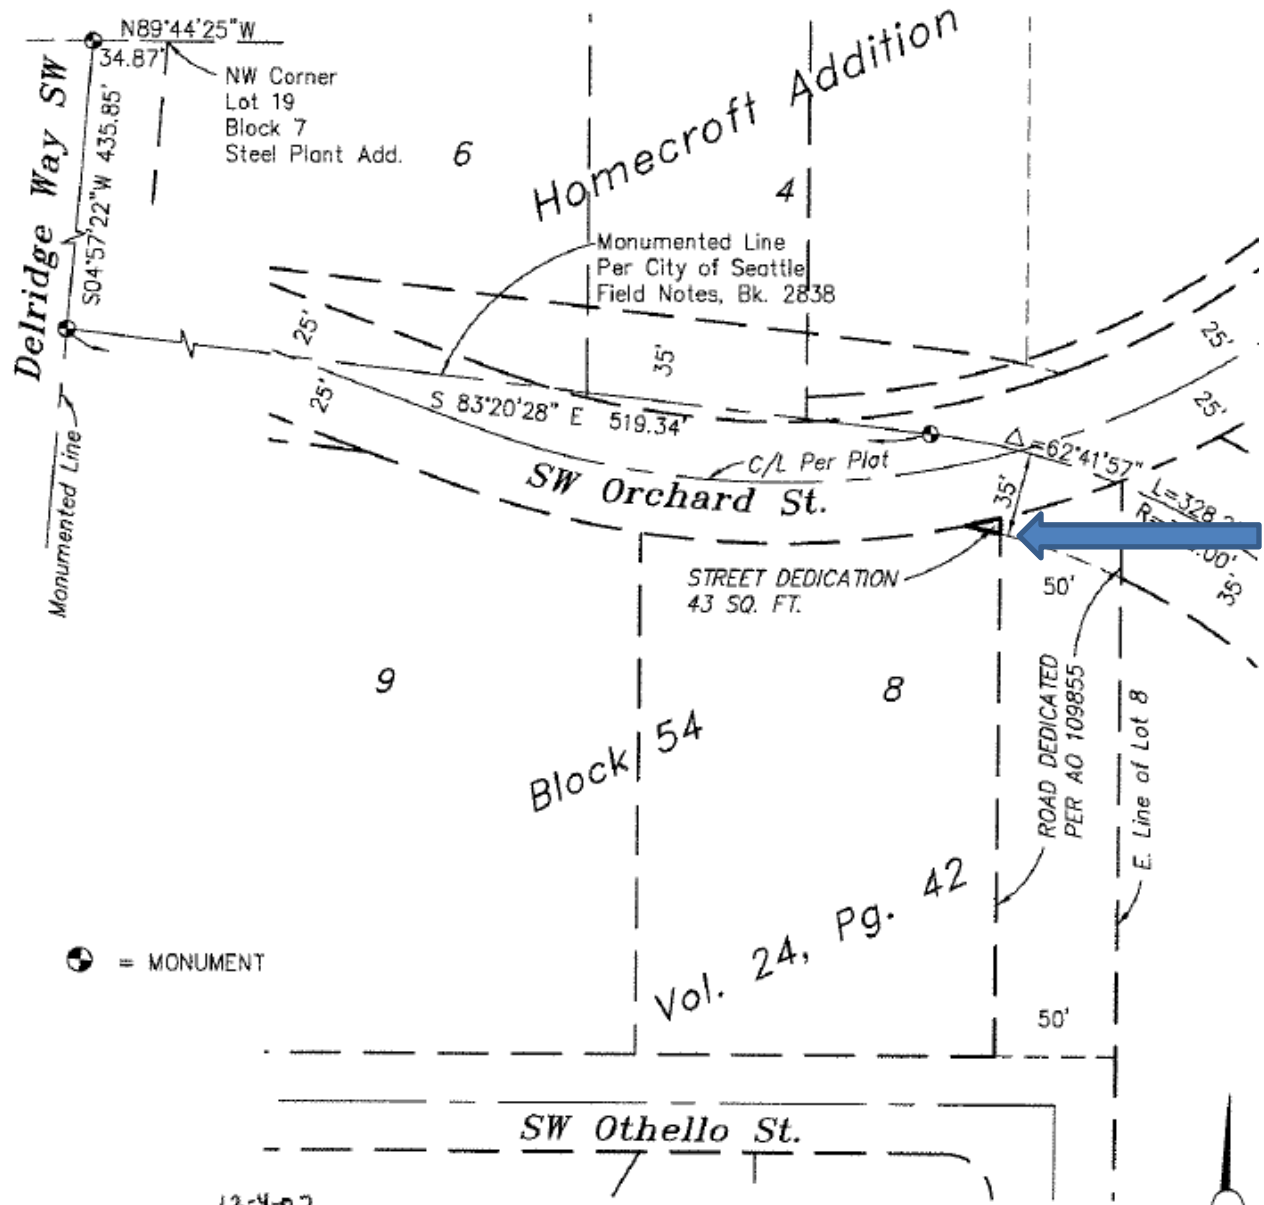 N89°44'25"W
34.87'
NW Corner
Lot 19
Block 7
Steel Plant Add.
Delridge Way SW
S04°57'22"W 435.85'
6
Homecroft Addition
4
Monumented Line
Per City of Seattle
Field Notes, Bk. 2838
25'
25'
35'
25'
25'
S 83°20'28" E 519.34'
C/L Per Plat
Δ=62°41'57"
L=328.
R=
.00'
35'
35'
SW Orchard St.
Monumented Line
STREET DEDICATION
43 SQ. FT.
50'
9
8
Block 54
ROAD DEDICATED
PER AO 109855
E. Line of Lot 8
Vol. 24, Pg. 42
= MONUMENT
50'
SW Othello St.